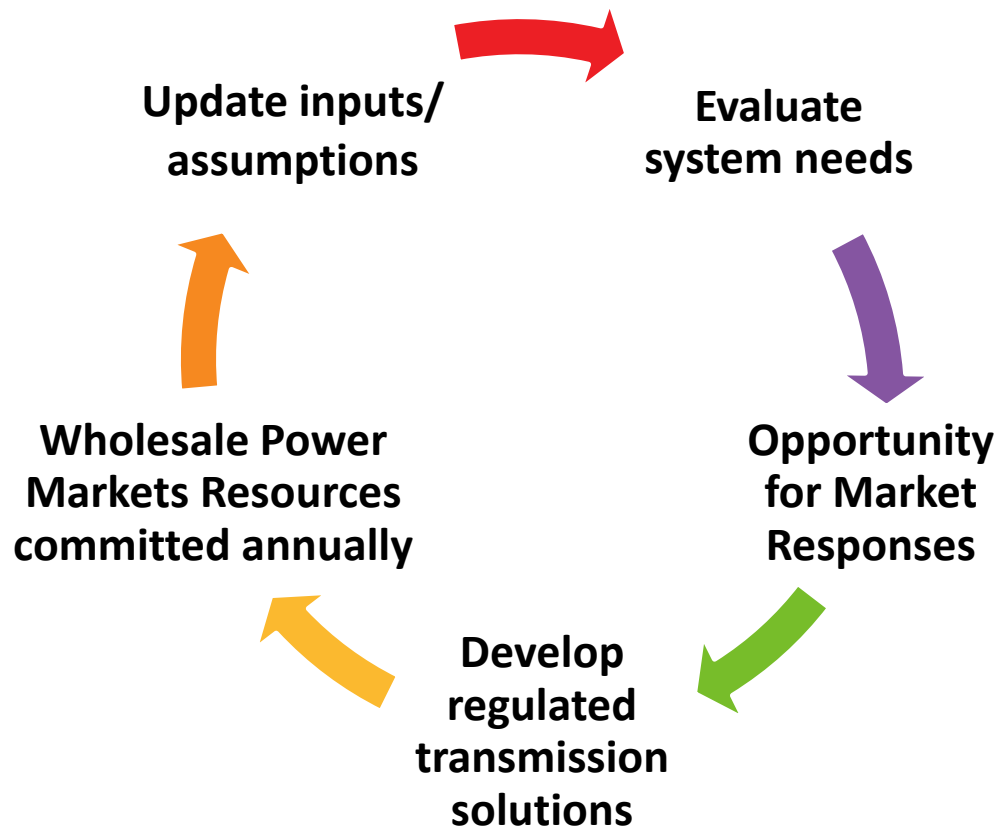 Update inputs/
assumptions
Evaluate
system needs
Opportunity
for Market
Responses
Develop
regulated
transmission
solutions
Wholesale Power
Markets Resources
committed annually